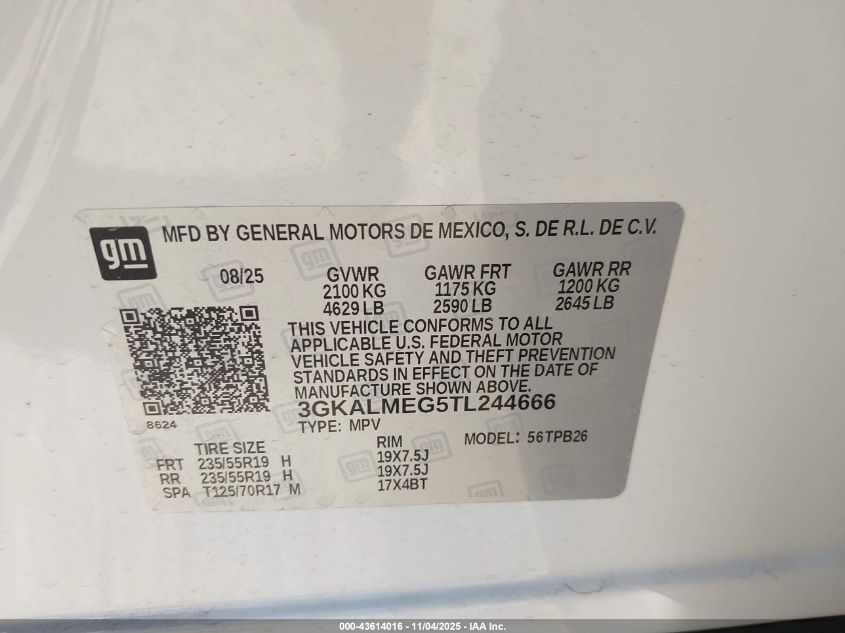 gm
MFD BY GENERAL MOTORS DE MEXICO, S. DE R.L. DE C.V.
08/25 GVWR GAWR FRT GAWR RR
2100 KG 1175 KG 1200 KG
4629 LB 2590 LB 2645 LB
THIS VEHICLE CONFORMS TO ALL
APPLICABLE U.S. FEDERAL MOTOR
VEHICLE SAFETY AND THEFT PREVENTION
STANDARDS IN EFFECT ON THE DATE OF
MANUFACTURE SHOWN ABOVE.
3GKALMEG5TL244666
8624
TYPE: MPV
MODEL: 56TPB26
TIRE SIZE RIM
FRT 235/55R19 H 19X7.5J
RR 235/55R19 H 19X7.5J
SPA T125/70R17 M 17X4BT
000-43614016 - 11/04/2025 - IAA Inc.